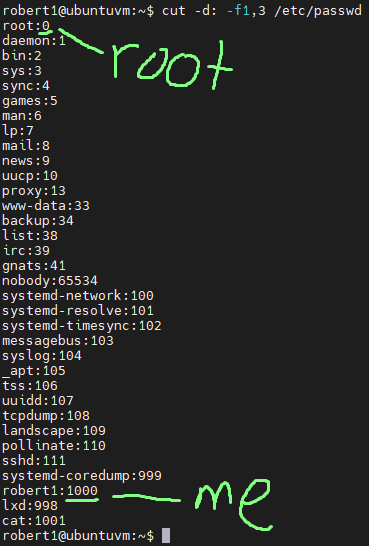 robert1@ubuntuvm:~$ cut -d: -f1,3 /etc/passwd
root:0
daemon:1
bin:2
root
sys:3
sync:4
games:5
man:6
lp:7
mail:8
news:9
uucp:10
proxy:13
www-data:33
backup:34
list:38
irc:39
gnats:41
nobody:65534
systemd-network:100
systemd-resolve:101
systemd-timesync:102
messagebus:103
syslog:104
_apt:105
tss:106
uuidd:107
tcpdump:108
landscape:109
pollinate:110
sshd:111
systemd-coredump:999
robert1:1000 me
lxd:998
cat:1001
robert1@ubuntuvm:~$